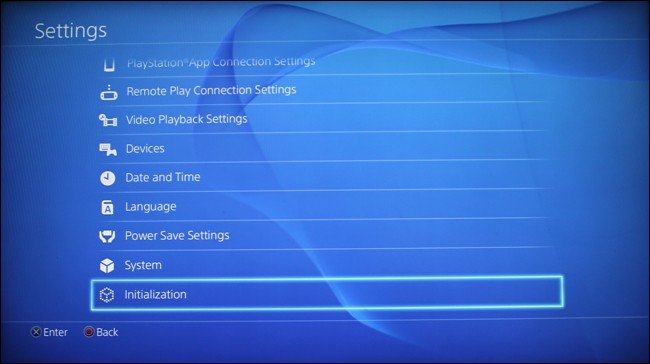 Settings
PlayStation®App Connection Settings
Remote Play Connection Settings
Video Playback Settings
Devices
Date and Time
Language
Power Save Settings
System
Initialization
Enter Back